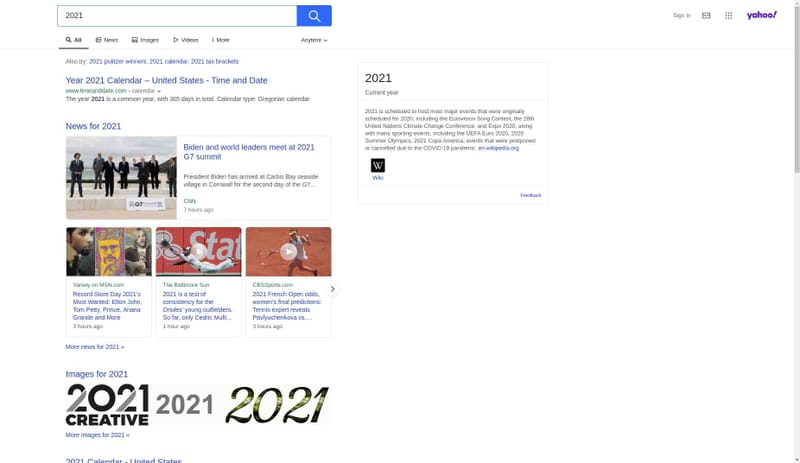 2021
Sign in
yahoo!
All
News
Images
Videos
More
Anytime
Also try: 2021 pulitzer winners, 2021 calendar, 2021 tax brackets
Year 2021 Calendar – United States - Time and Date
www.timeanddate.com › calendar
The year 2021 is a common year, with 365 days in total. Calendar type: Gregorian calendar
News for 2021
Biden and world leaders meet at 2021
G7 summit
President Biden has arrived at Carbis Bay seaside
village in Cornwall for the second day of the G7...
CNN
7 hours ago
G7
Stat
Variety on MSN.com
Record Store Day 2021's
Most Wanted: Elton John,
Tom Petty, Prince, Ariana
Grande and More
3 hours ago
The Baltimore Sun
2021 is a test of
consistency for the
Orioles' young outfielders.
So far, only Cedric Mulli...
1 hour ago
CBSSports.com
2021 French Open odds,
women's final predictions:
Tennis expert reveals
Pavlyuchenkova vs....
3 hours ago
More news for 2021 »
Images for 2021
2021
CREATIVE
2021
2021
More images for 2021 »
2021 Calendar - United States
2021
Current year
2021 is scheduled to host most major events that were originally
scheduled for 2020, including the Eurovision Song Contest, the 26th
United Nations Climate Change Conference, and Expo 2020, along
with many sporting events, including the UEFA Euro 2020, 2020
Summer Olympics, 2021 Copa América; events that were postponed
or cancelled due to the COVID-19 pandemic. en.wikipedia.org
W
Wiki
Feedback